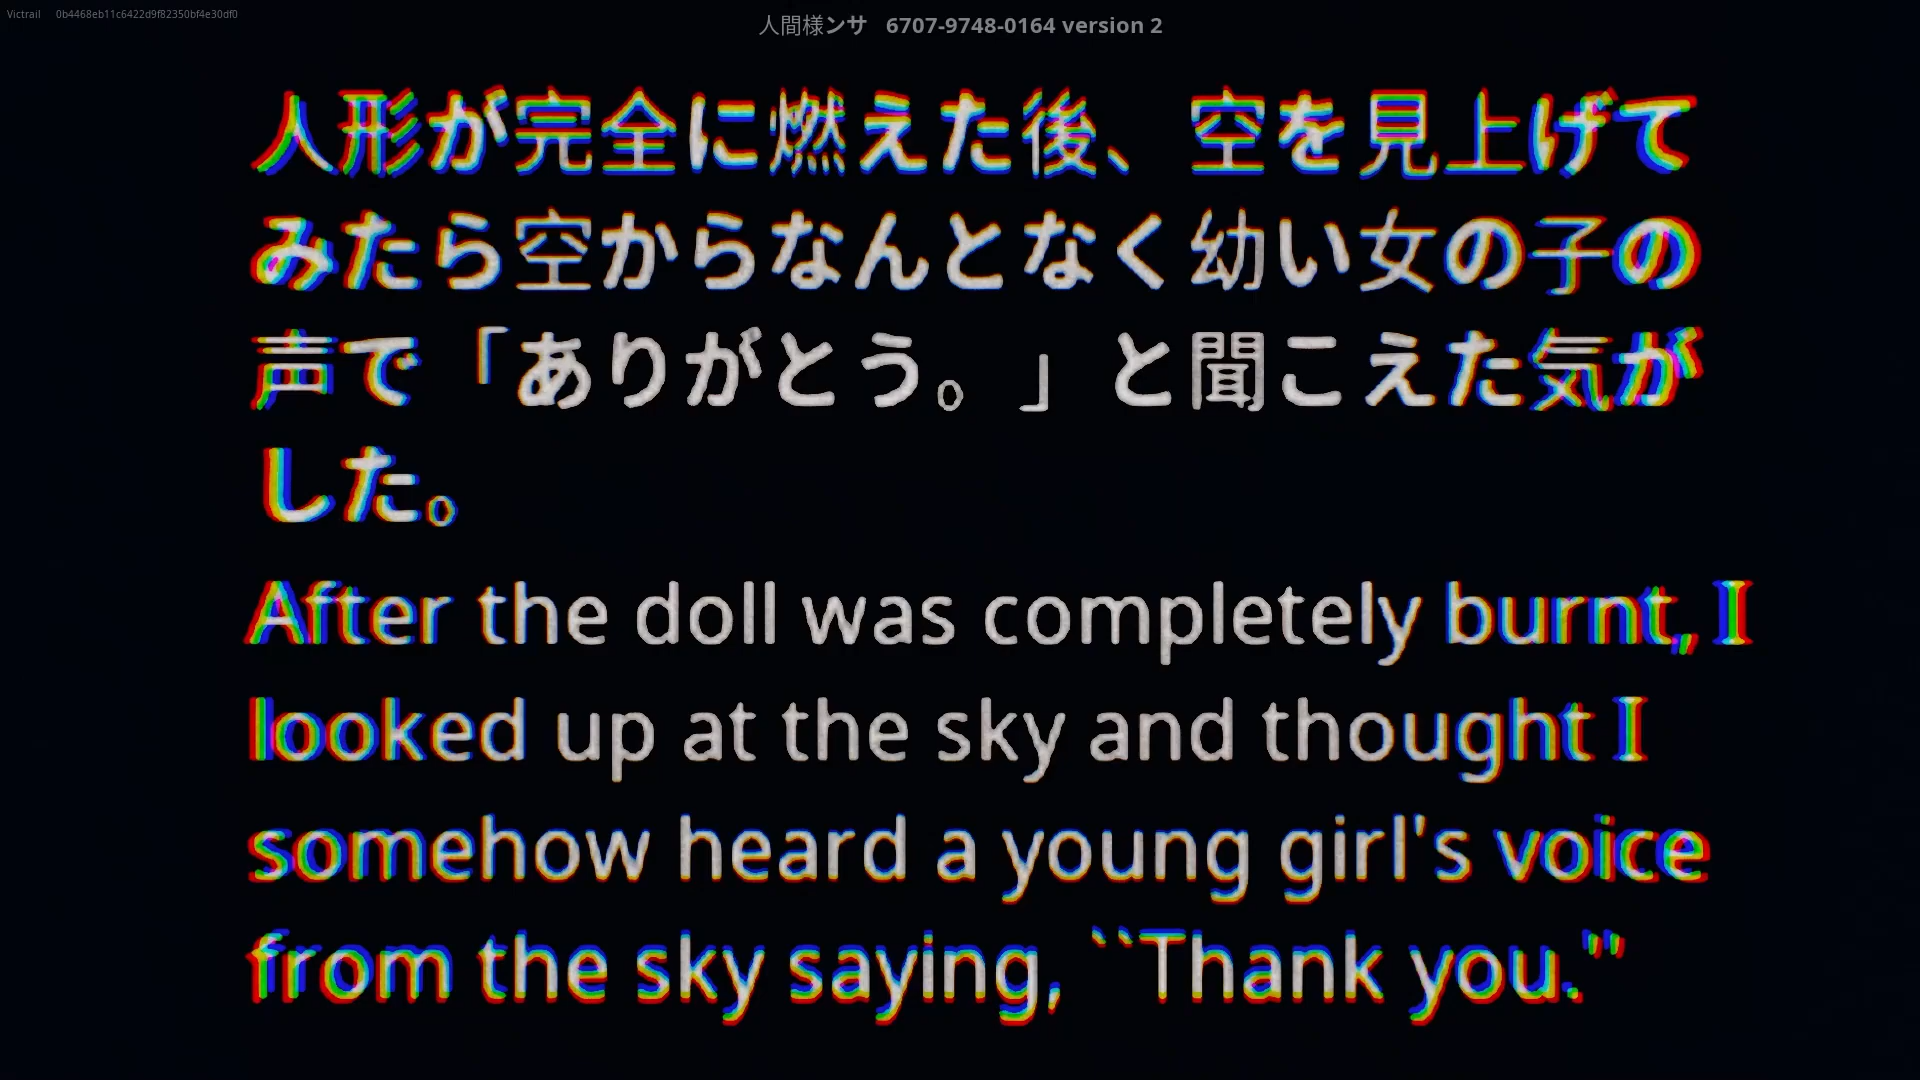 Victrail 0b4468eb11c6422d9f82350bf4e30df0
人間様ンサ 6707-9748-0164 version 2
人形が完全に燃えた後、空を見上げて
みたら空からなんとなく幼い女の子の
声で「ありがとう。」と聞こえた気が
した。
After the doll was completely burnt, I
looked up at the sky and thought I
somehow heard a young girl's voice
from the sky saying, ``Thank you.''